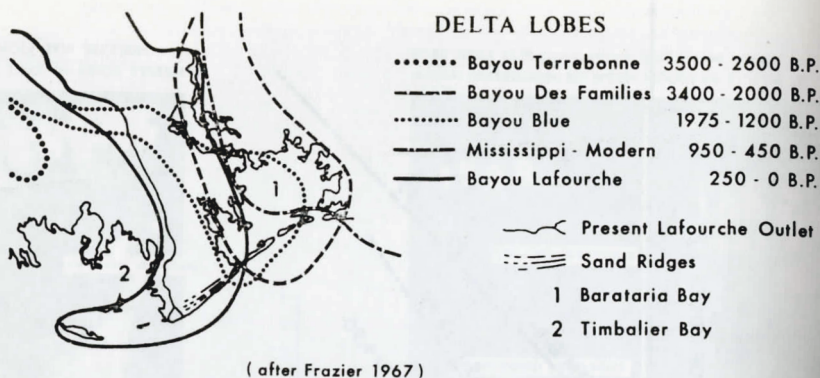 DELTA LOBES
Bayou Terrebonne 3500 - 2600 B.P.
Bayou Des Families 3400 - 2000 B.P.
Bayou Blue 1975 - 1200 B.P.
Mississippi - Modern 950 - 450 B.P.
Bayou Lafourche 250 - 0 B.P.
Present Lafourche Outlet
Sand Ridges
1 Barataria Bay
2 Timbalier Bay
1
2
( after Frazier 1967 )